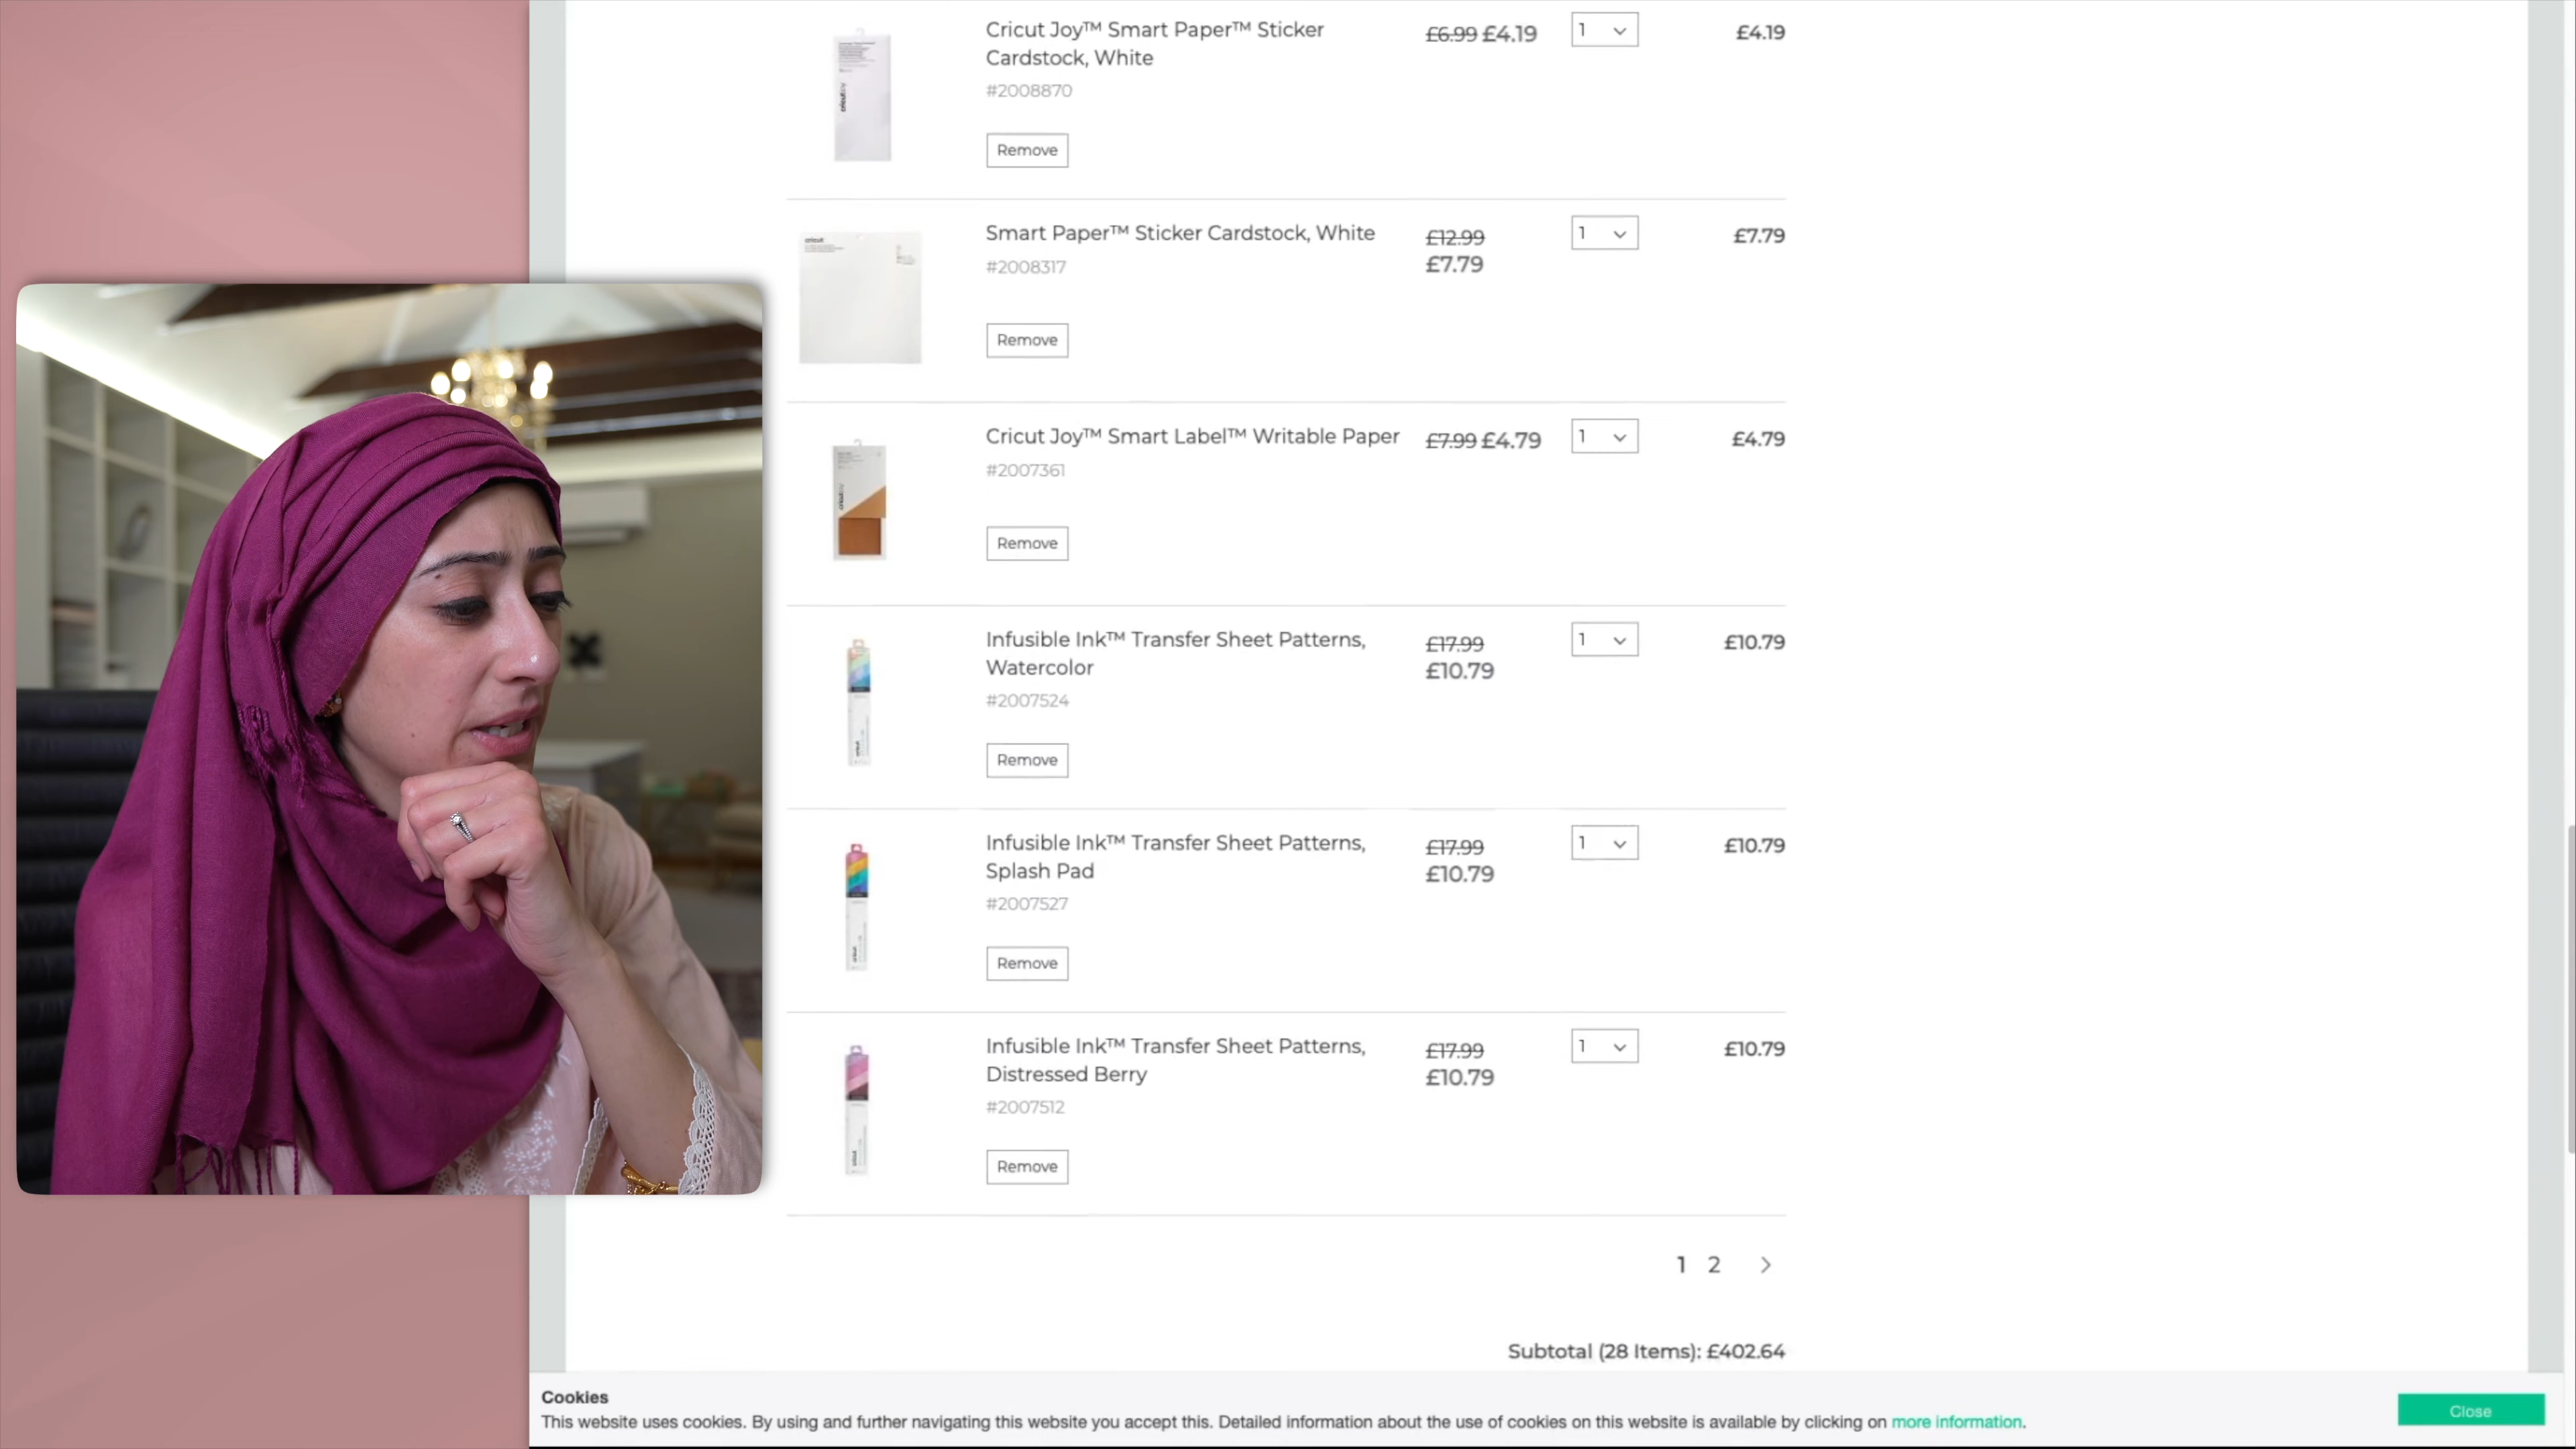 Cricut Joy™ Smart Paper™ Sticker
Cardstock, White
#2008870
Remove
£6.99 £4.19
1
£4.19
cricut
Smart Paper™ Sticker Cardstock, White
#2008317
Remove
£12.99
£7.79
1
£7.79
Cricut Joy™ Smart Label™ Writable Paper
#2007361
Remove
£7.99 £4.79
1
£4.79
Infusible Ink™ Transfer Sheet Patterns,
Watercolor
#2007524
Remove
£17.99
£10.79
1
£10.79
Infusible Ink™ Transfer Sheet Patterns,
Splash Pad
#2007527
Remove
£17.99
£10.79
1
£10.79
Infusible Ink™ Transfer Sheet Patterns,
Distressed Berry
#2007512
Remove
£17.99
£10.79
1
£10.79
1 2
Subtotal (28 Items): £402.64
Cookies
This website uses cookies. By using and further navigating this website you accept this. Detailed information about the use of cookies on this website is available by clicking on more information.
Close